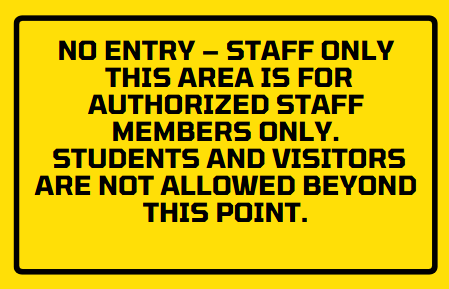 NO ENTRY – STAFF ONLY
THIS AREA IS FOR
AUTHORIZED STAFF
MEMBERS ONLY.
STUDENTS AND VISITORS
ARE NOT ALLOWED BEYOND
THIS POINT.